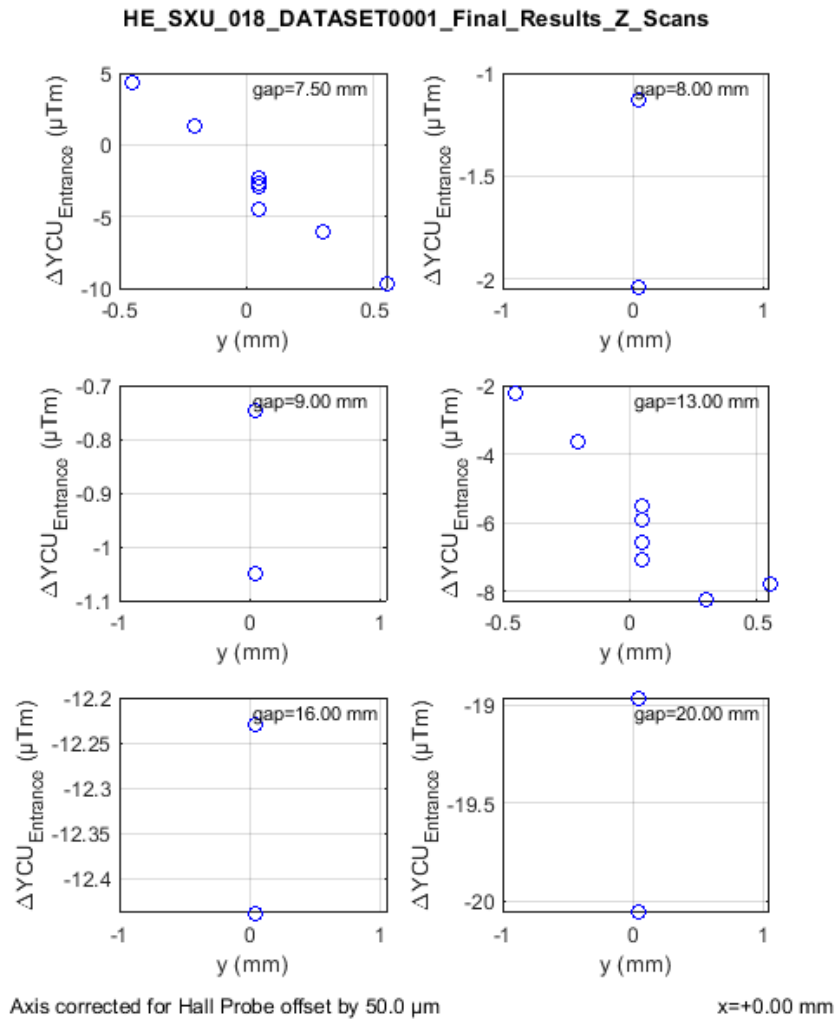 HE_SXU_018_DATASET0001_Final_Results_Z_Scans
gap=7.50 mm
5
0
-5
-10
-0.5
0
0.5
ΔYCU_Entrance (µTm)
y (mm)
gap=8.00 mm
-1
-1.5
-2
-1
0
1
ΔYCU_Entrance (µTm)
y (mm)
gap=9.00 mm
-0.7
-0.8
-0.9
-1
-1.1
-1
0
1
ΔYCU_Entrance (µTm)
y (mm)
gap=13.00 mm
-2
-4
-6
-8
-0.5
0
0.5
ΔYCU_Entrance (µTm)
y (mm)
gap=16.00 mm
-12.2
-12.25
-12.3
-12.35
-12.4
-1
0
1
ΔYCU_Entrance (µTm)
y (mm)
gap=20.00 mm
-19
-19.5
-20
-1
0
1
ΔYCU_Entrance (µTm)
y (mm)
Axis corrected for Hall Probe offset by 50.0 µm
x=+0.00 mm